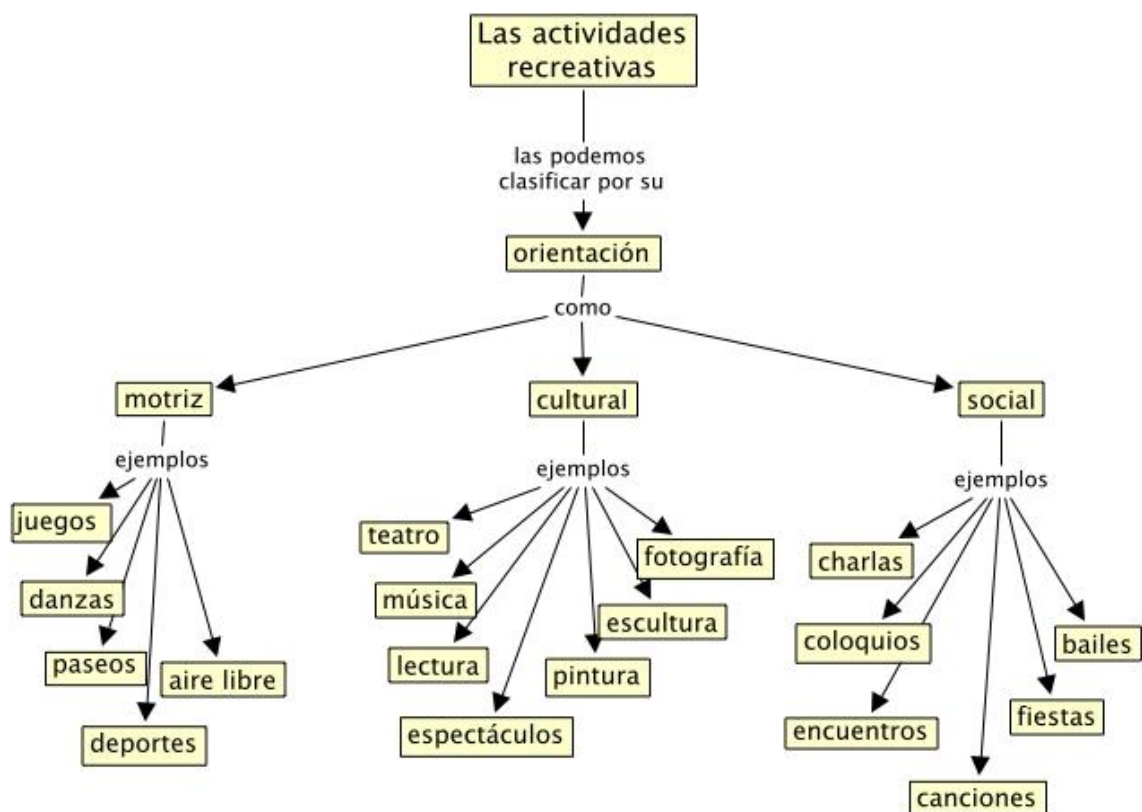 Las actividades
recreativas
las podemos
clasificar por su
orientación
como
motriz
cultural
social
ejemplos
ejemplos
ejemplos
juegos
danzas
paseos
aire libre
deportes
teatro
fotografía
música
escultura
lectura
pintura
espectáculos
charlas
coloquios
bailes
encuentros
fiestas
canciones